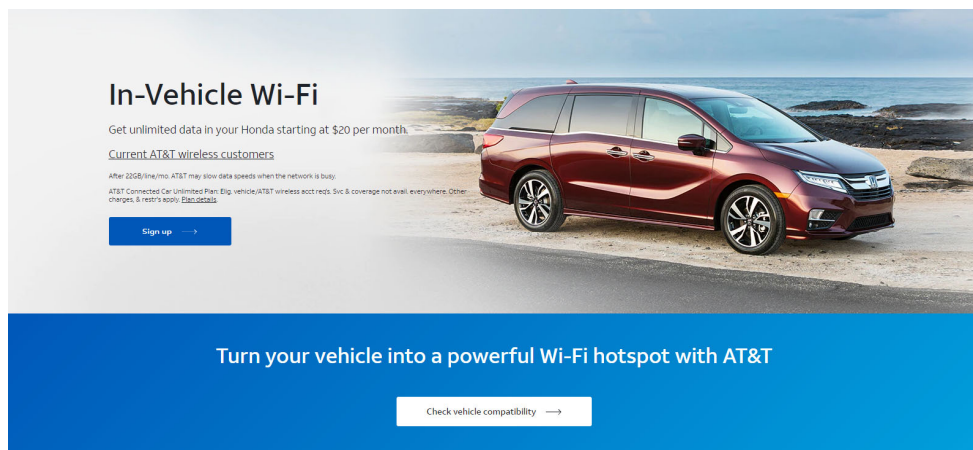 In-Vehicle Wi-Fi
Get unlimited data in your Honda starting at $20 per month.
Current AT&T wireless customers
After 22GB/line/mo. AT&T may slow data speeds when the network is busy.
AT&T Connected Car Unlimited Plan: Elig. vehicle/AT&T wireless acct req's. Svc & coverage not avail. everywhere. Other
charges, & restr's apply. Plan details.
Sign up
Turn your vehicle into a powerful Wi-Fi hotspot with AT&T
Check vehicle compatibility